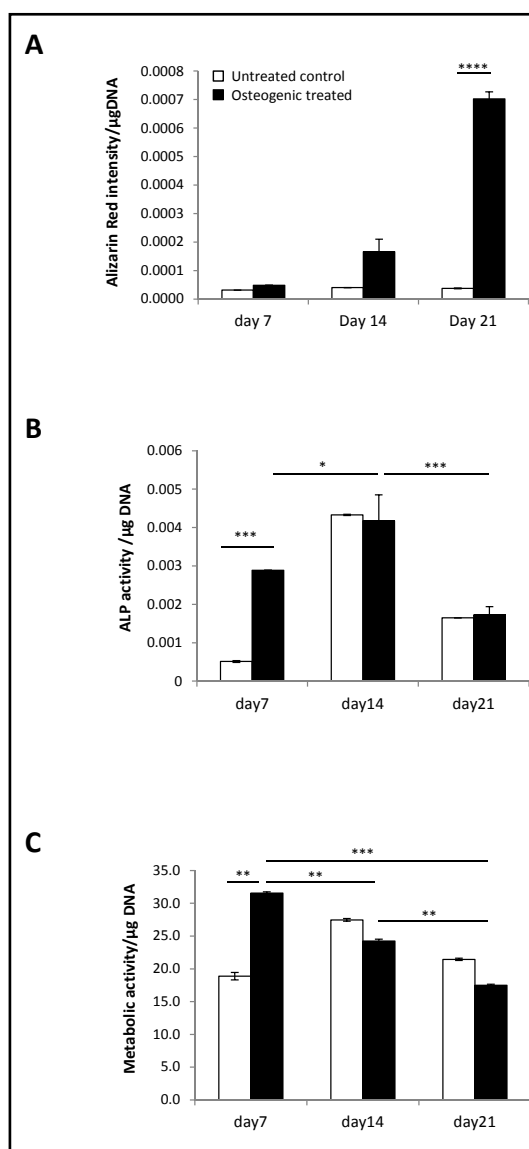 A
Alizarin Red intensity/µgDNA
0.0008
0.0007
0.0006
0.0005
0.0004
0.0003
0.0002
0.0001
0.0000
Untreated control
Osteogenic treated
****
day 7
Day 14
Day 21
B
ALP activity /µg DNA
0.006
0.005
0.004
0.003
0.002
0.001
0
***
*
***
day7
day14
day21
C
Metabolic activity/µg DNA
35.0
30.0
25.0
20.0
15.0
10.0
5.0
0.0
***
**
**
**
day7
day14
day21